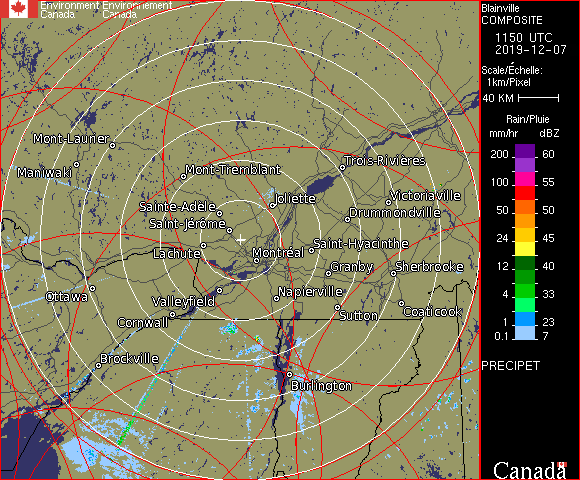 Environment Environnement
Canada Canada
Blainville
COMPOSITE
1150 UTC
2019-12-07
Scale/Échelle:
1km/Pixel
40 KM
Rain/Pluie
mm/hr dBZ
200 60
100 55
50 50
24 45
12 40
4 33
1 23
0.1 7
PRECIPET
Canada
Mont-Laurier
Maniwaki
Mont-Tremblant
Trois-Rivières
Joliette
Victoriaville
Sainte-Adèle
Drummondville
Saint-Jérôme
Lachute
Montréal
Saint-Hyacinthe
Granby
Sherbrooke
Ottawa
Valleyfield
Napierville
Cornwall
Sutton
Coaticook
Brockville
Burlington